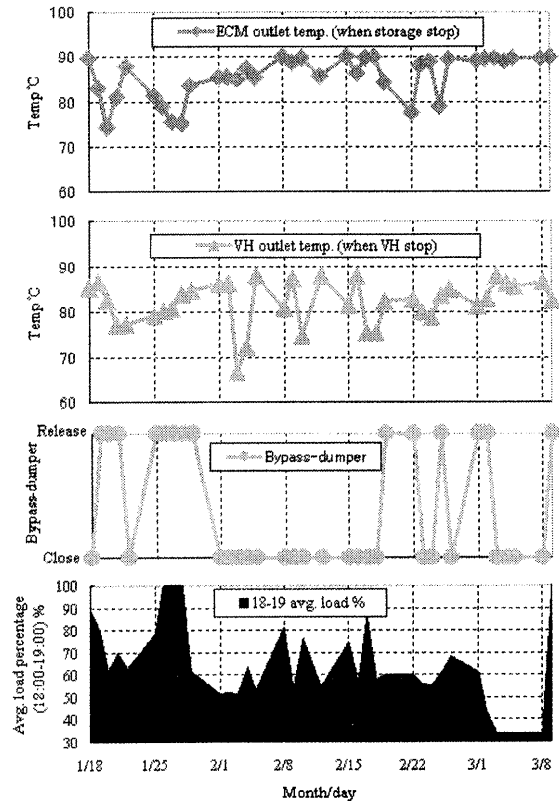 ECM outlet temp. (when storage stop)
Temp℃
100
90
80
70
60
VH outlet temp. (when VH stop)
Temp℃
100
90
80
70
60
Bypass-dumper
Bypass-dumper
Release
Close
18-19 avg. load %
Avg. load percentage
(18:00-19:00) %
100
90
80
70
60
50
40
30
1/18 1/25 2/1 2/8 2/15 2/22 3/1 3/8
Month/day